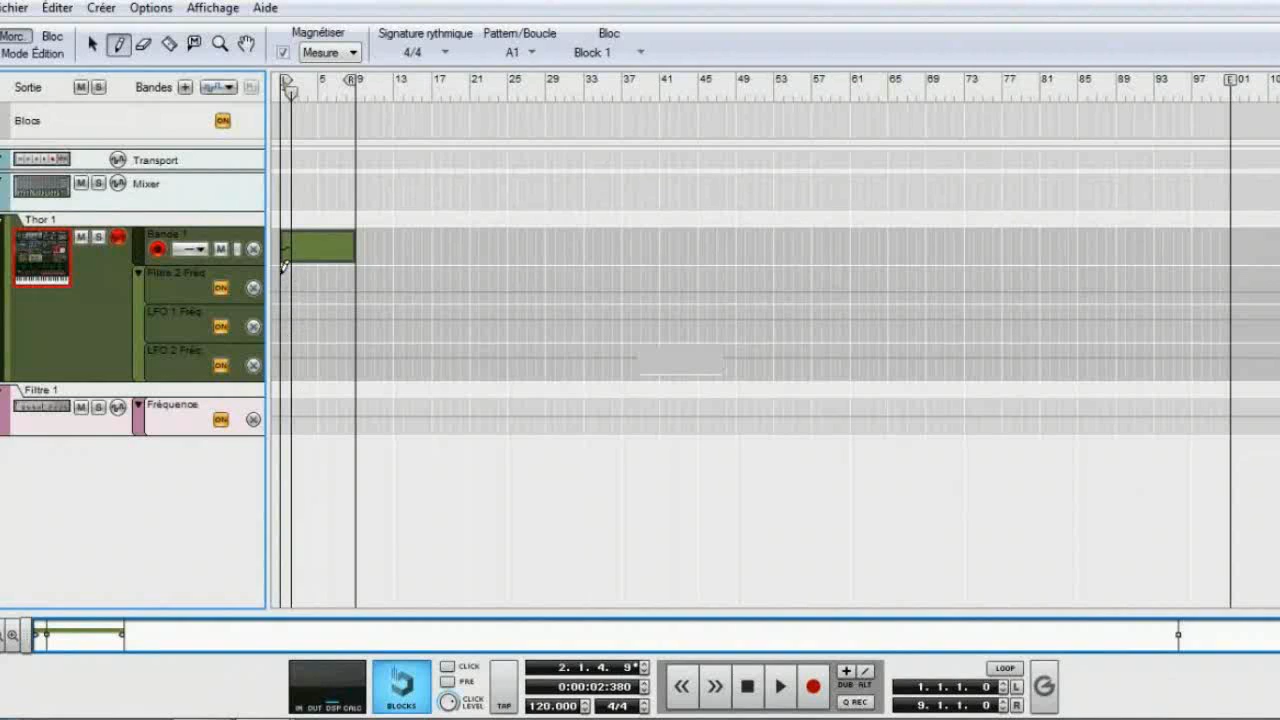 ichier Éditer Créer Options Affichage Aide
Morc. Bloc
Mode Édition
Magnétiser
Mesure
Signature rythmique
4/4
Pattern/Boucle
A1
Bloc
Block 1
Sortie M S Bandes +
5 9 13 17 21 25 29 33 37 41 45 49 53 57 61 65 69 73 77 81 85 89 93 97 E 01
Blocs ON
Transport
M S Mixer
Thor 1
M S Bande 1
M
Filtre 2 Fréq
ON
LFO 1 Fréq
ON
LFO 2 Fréq
ON
Filtre 1
M S Fréquence
ON
IN OUT DSP CALC
BLOCKS
CLICK
PRE
CLICK LEVEL
TAP
2. 1. 4. 9*
0:00:02:380
120.000 4/4
DUB ALT
Q REC
LOOP
1. 1. 1. 0 L
9. 1. 1. 0 R